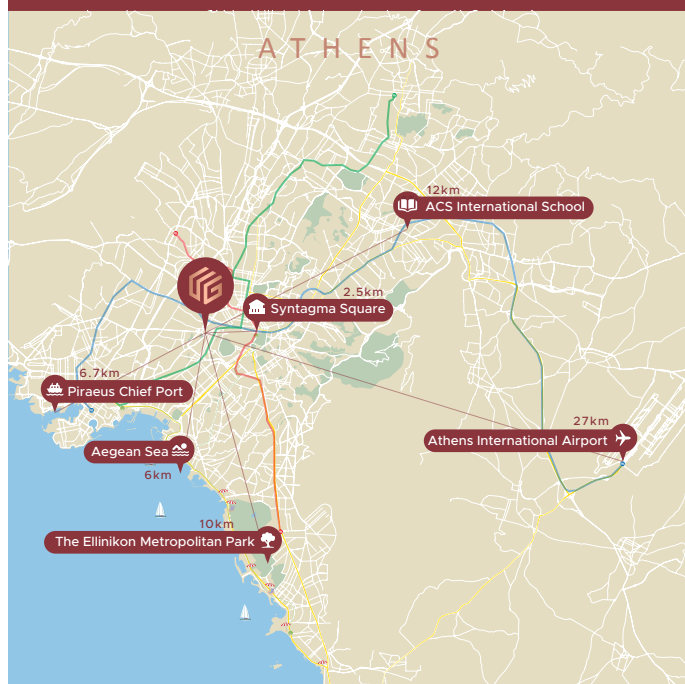 ATHENS
12km
ACS International School
2.5km
Syntagma Square
6.7km
Piraeus Chief Port
27km
Athens International Airport
Aegean Sea
6km
10km
The Ellinikon Metropolitan Park